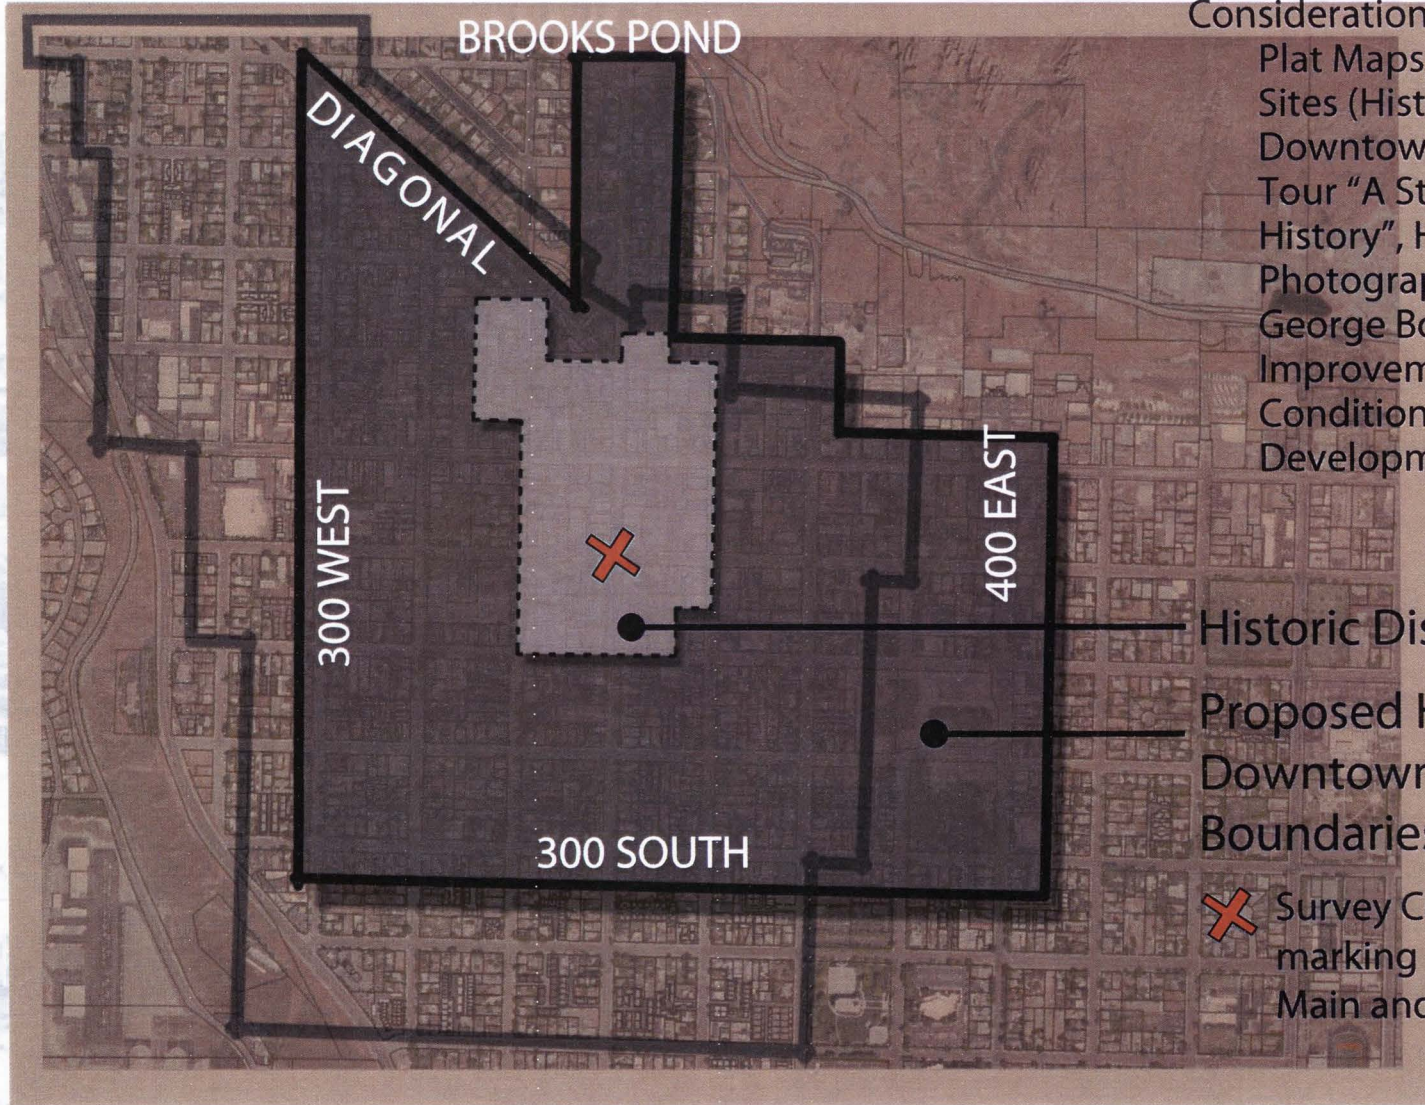 BROOKS POND
DIAGONAL
300 WEST
400 EAST
300 SOUTH
Consideration
Plat Maps
Sites (Hist
Downtow
Tour “A St
History”, H
Photograp
George Bo
Improvem
Condition
Developm
Historic Dis
Proposed H
Downtown
Boundaries
Survey C
marking
Main and